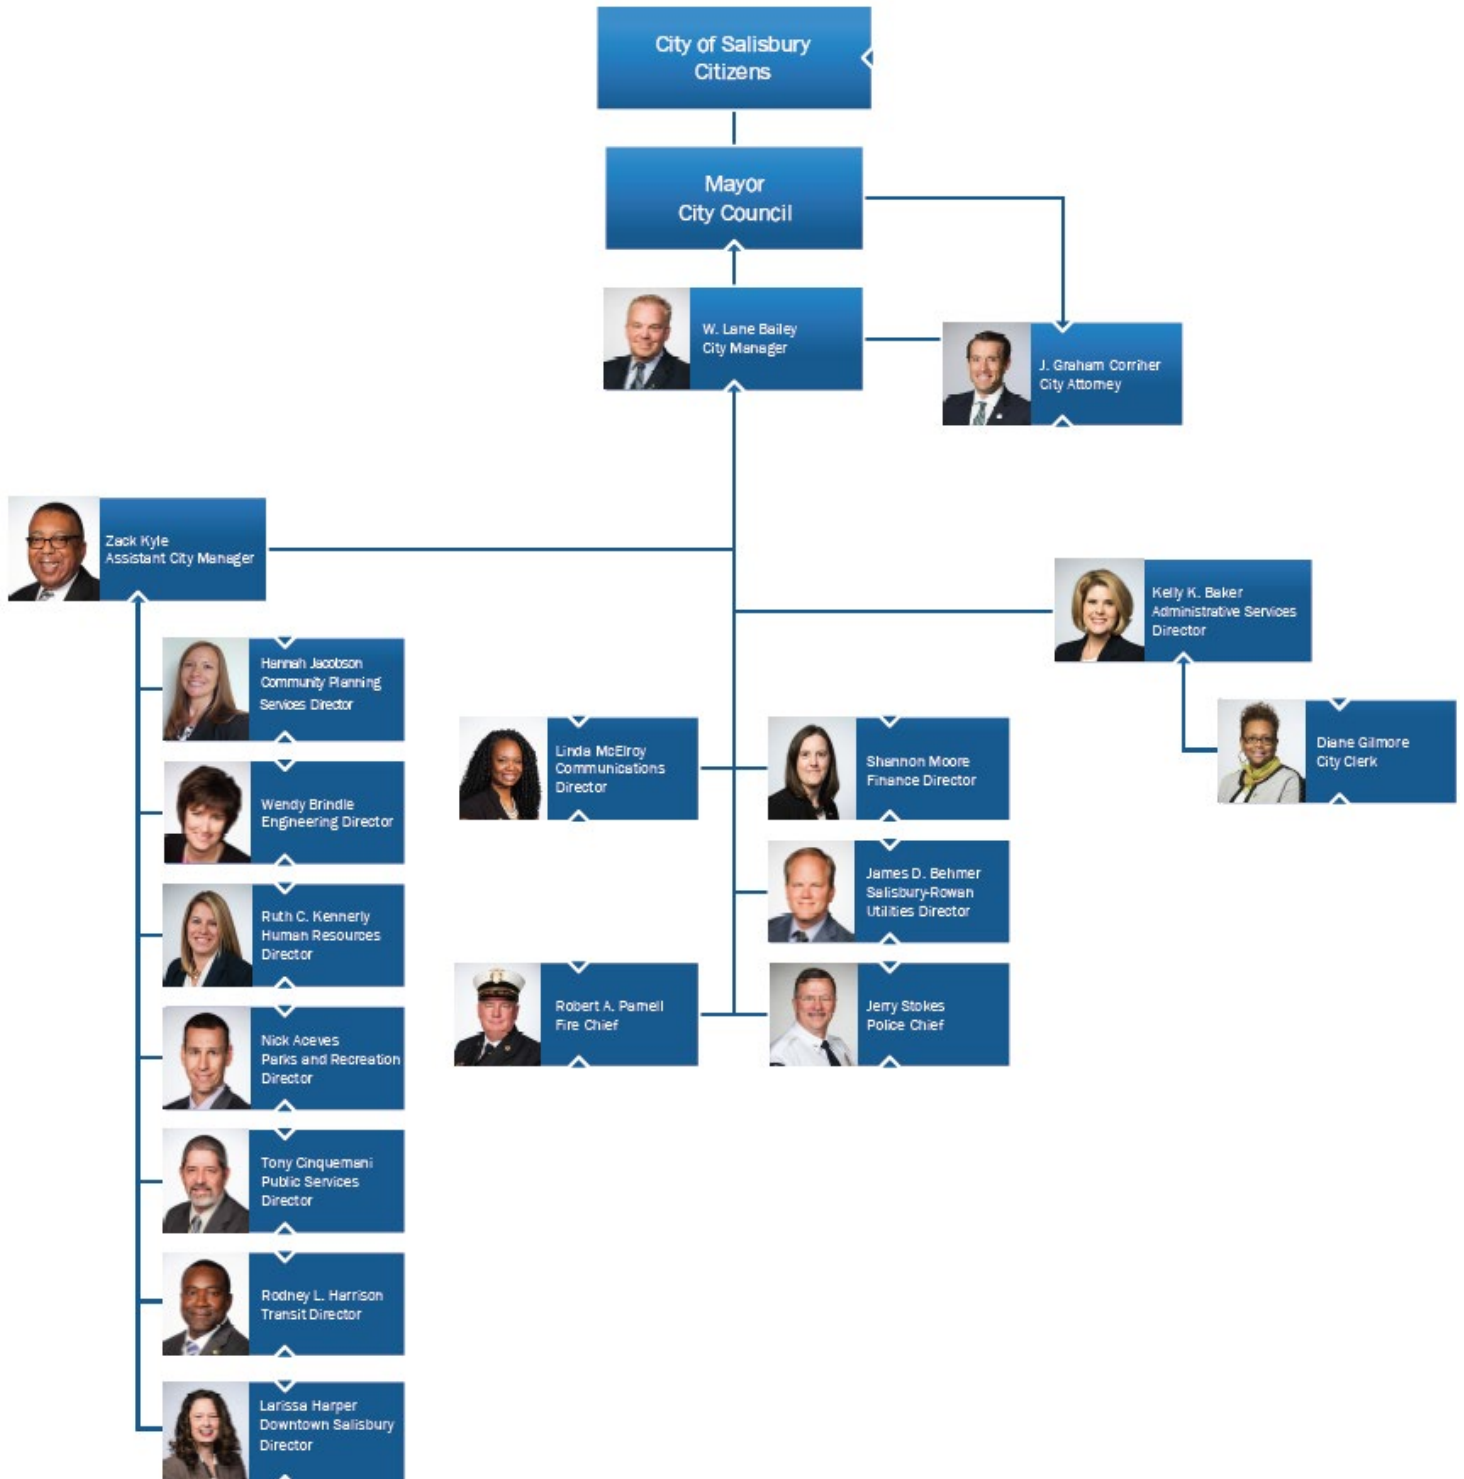 City of Salisbury
Citizens
Mayor
City Council
W. Lane Bailey
City Manager
J. Graham Corriher
City Attorney
Zack Kyle
Assistant City Manager
Kelly K. Baker
Administrative Services
Director
Diane Gilmore
City Clerk
Hannah Jacobson
Community Planning
Services Director
Wendy Brindle
Engineering Director
Ruth C. Kennerly
Human Resources
Director
Nick Aceves
Parks and Recreation
Director
Tony Cinquemani
Public Services
Director
Rodney L. Harrison
Transit Director
Larissa Harper
Downtown Salisbury
Director
Linda McElroy
Communications
Director
Shannon Moore
Finance Director
James D. Behmer
Salisbury-Rowan
Utilities Director
Robert A. Parnell
Fire Chief
Jerry Stokes
Police Chief